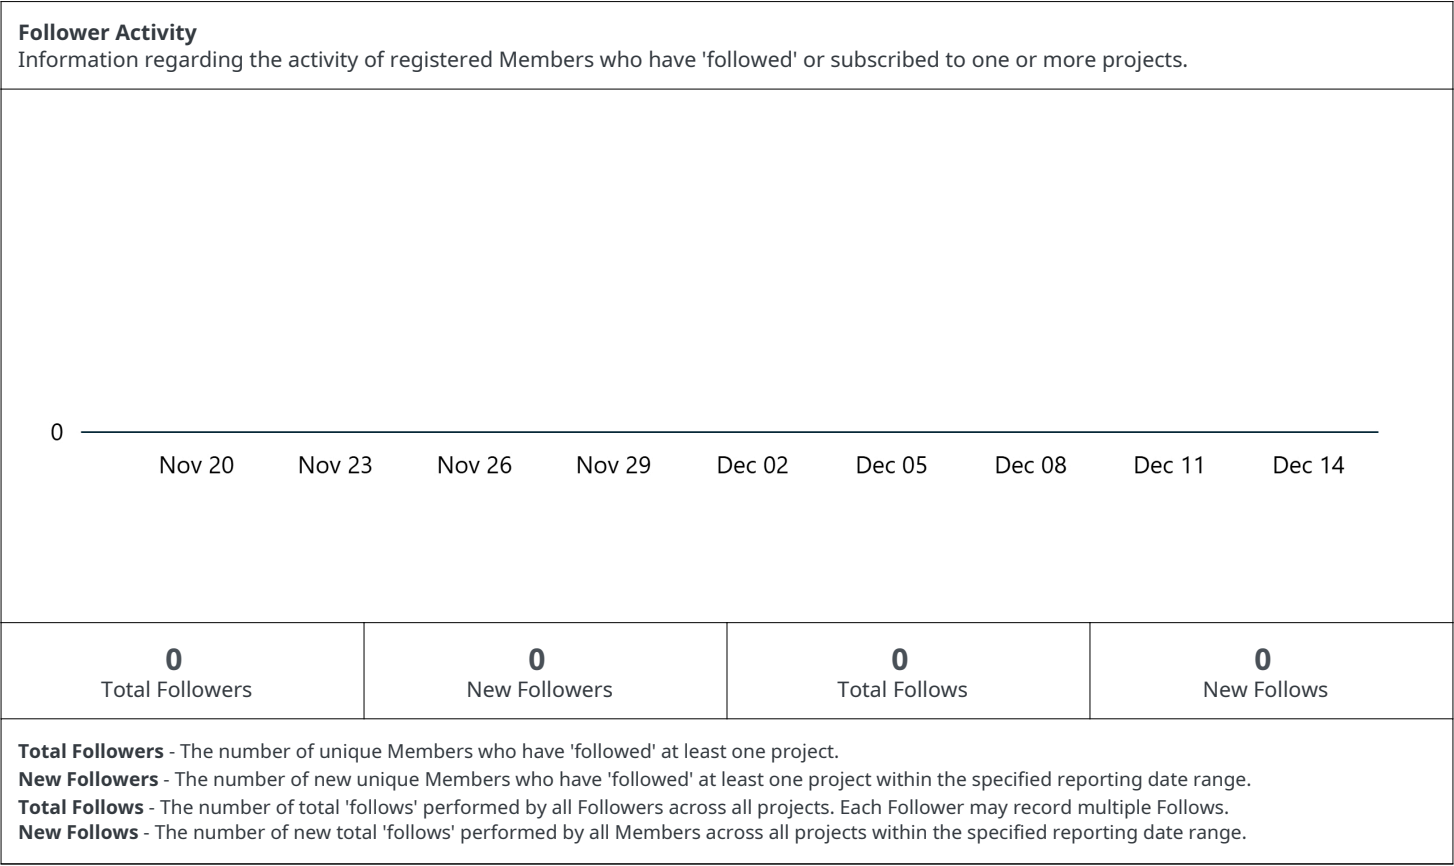 Follower Activity
Information regarding the activity of registered Members who have 'followed' or subscribed to one or more projects.
0
Nov 20 Nov 23 Nov 26 Nov 29 Dec 02 Dec 05 Dec 08 Dec 11 Dec 14
0 0 0 0
Total Followers New Followers Total Follows New Follows
Total Followers - The number of unique Members who have 'followed' at least one project.
New Followers - The number of new unique Members who have 'followed' at least one project within the specified reporting date range.
Total Follows - The number of total 'follows' performed by all Followers across all projects. Each Follower may record multiple Follows.
New Follows - The number of new total 'follows' performed by all Members across all projects within the specified reporting date range.